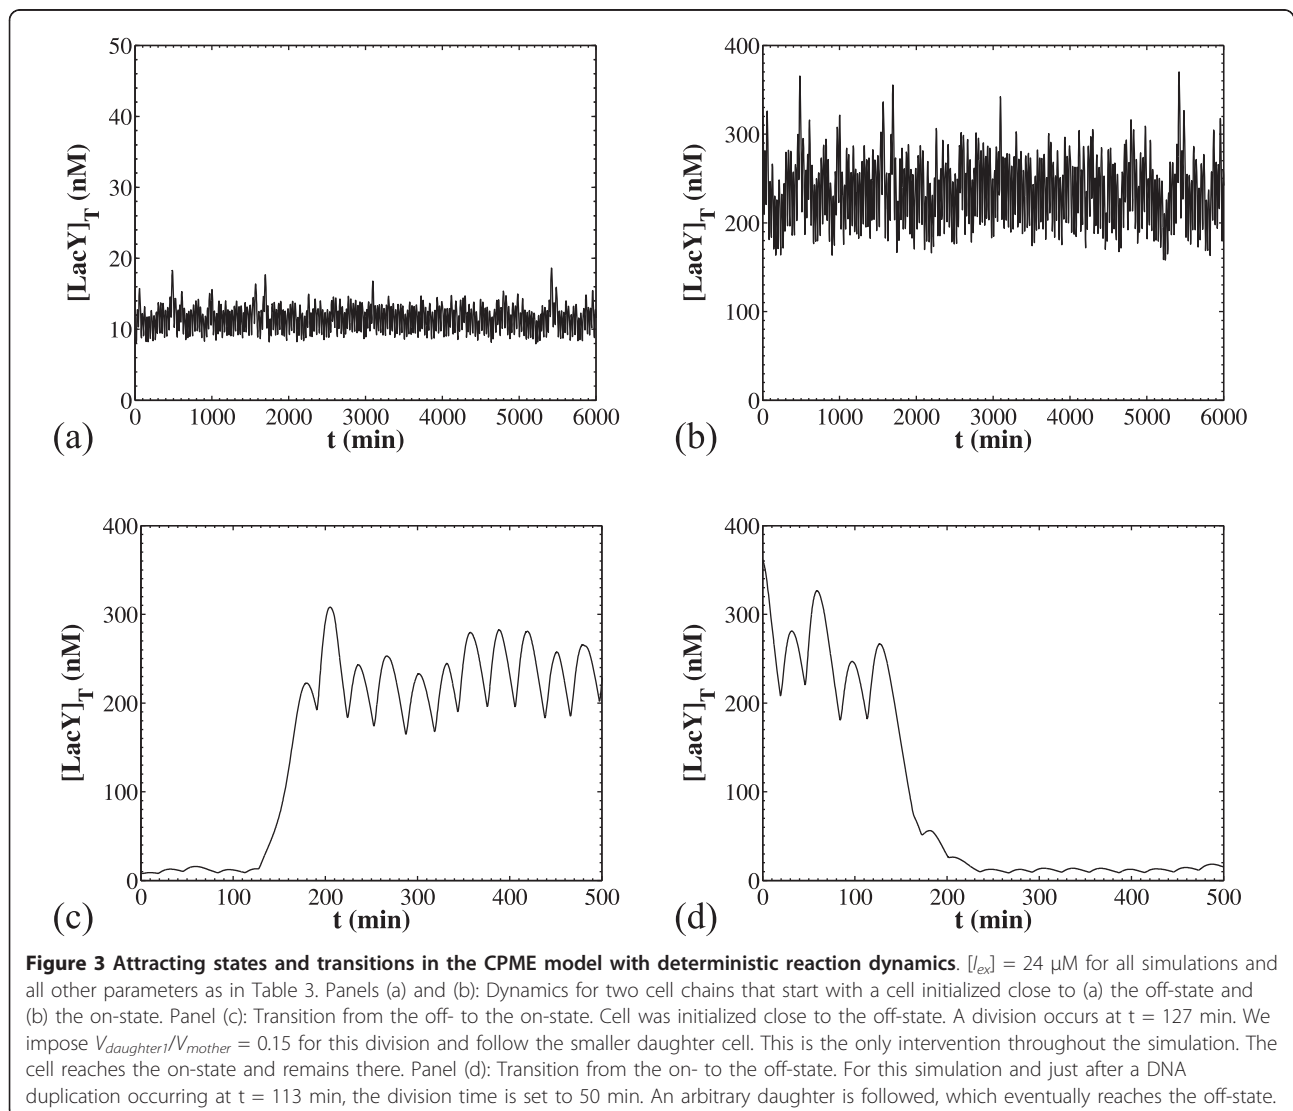 50
40
30
20
10
0
[LacY]T (nM)
0 1000 2000 3000 4000 5000 6000
t (min)
(a)
400
300
200
100
0
[LacY]T (nM)
0 1000 2000 3000 4000 5000 6000
t (min)
(b)
400
300
200
100
0
[LacY]T (nM)
0 100 200 300 400 500
t (min)
(c)
400
300
200
100
0
[LacY]T (nM)
0 100 200 300 400 500
t (min)
(d)
Figure 3 Attracting states and transitions in the CPME model with deterministic reaction dynamics. [Iex] = 24 μM for all simulations and
all other parameters as in Table 3. Panels (a) and (b): Dynamics for two cell chains that start with a cell initialized close to (a) the off-state and
(b) the on-state. Panel (c): Transition from the off- to the on-state. Cell was initialized close to the off-state. A division occurs at t = 127 min. We
impose Vdaughter1/Vmother = 0.15 for this division and follow the smaller daughter cell. This is the only intervention throughout the simulation. The
cell reaches the on-state and remains there. Panel (d): Transition from the on- to the off-state. For this simulation and just after a DNA
duplication occurring at t = 113 min, the division time is set to 50 min. An arbitrary daughter is followed, which eventually reaches the off-state.